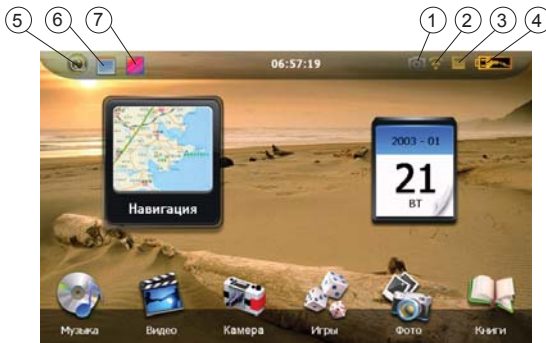 5 6 7 1 2 3 4
06:57:19
2003 - 01
21
ВТ
Навигация
Музыка Видео Камера Игры Фото Книги